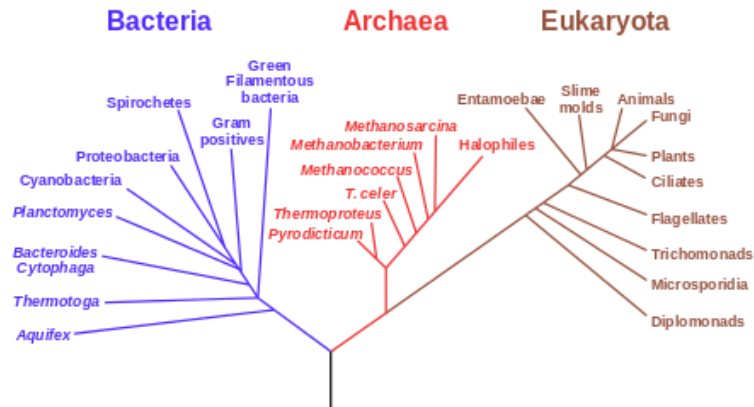 Bacteria
Archaea
Eukaryota
Green
Filamentous
bacteria
Spirochetes
Gram
positives
Proteobacteria
Cyanobacteria
Planctomyces
Bacteroides
Cytophaga
Thermotoga
Aquifex
Methanosarcina
Methanobacterium
Halophiles
Methanococcus
T. celer
Thermoproteus
Pyrodicticum
Entamoebae
Slime
molds
Animals
Fungi
Plants
Ciliates
Flagellates
Trichomonads
Microsporidia
Diplomonads